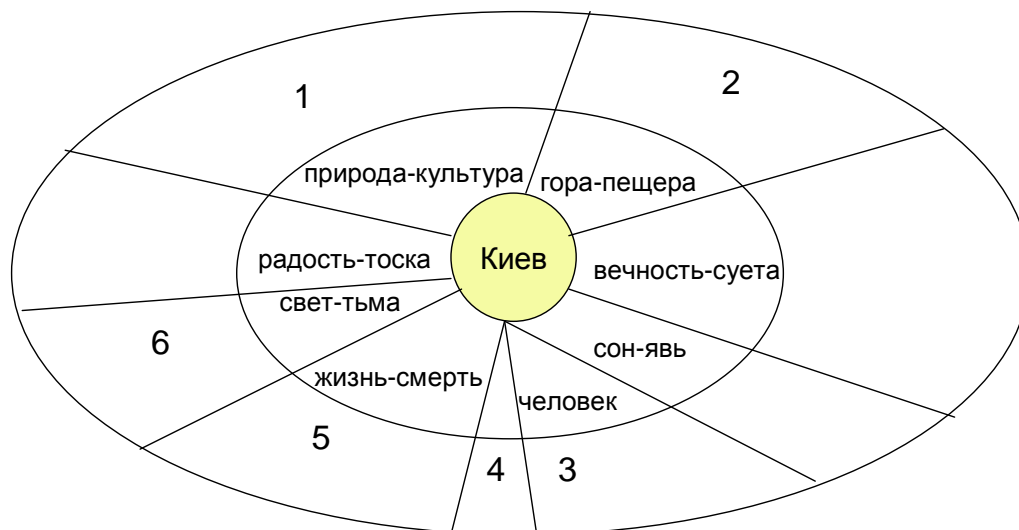 1
2
природа-культура
гора-пещера
радость-тоска
Киев
вечность-суета
свет-тьма
6
сон-явь
жизнь-смерть
человек
5
4
3